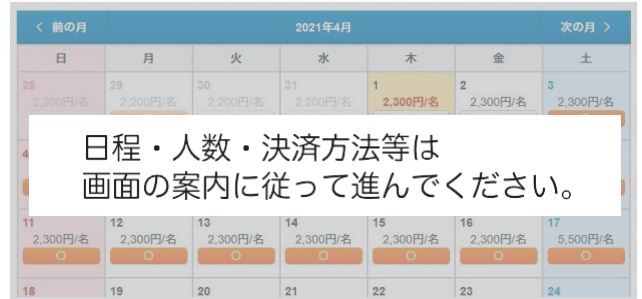 < 前の月 2021年4月 次の月 >
日 月 火 水 木 金 土
28 29 30 31 1 2 3
2,200円/名 2,200円/名 2,200円/名 2,200円/名 2,300円/名 2,300円/名 2,300円/名
4
日程・人数・決済方法等は
画面の案内に従って進んでください。
11 12 13 14 15 16 17
2,300円/名 2,300円/名 2,300円/名 2,300円/名 2,300円/名 2,300円/名 5,500円/名
○ ○ ○ ○ ○ ○ ○
18 19 20 21 22 23 24